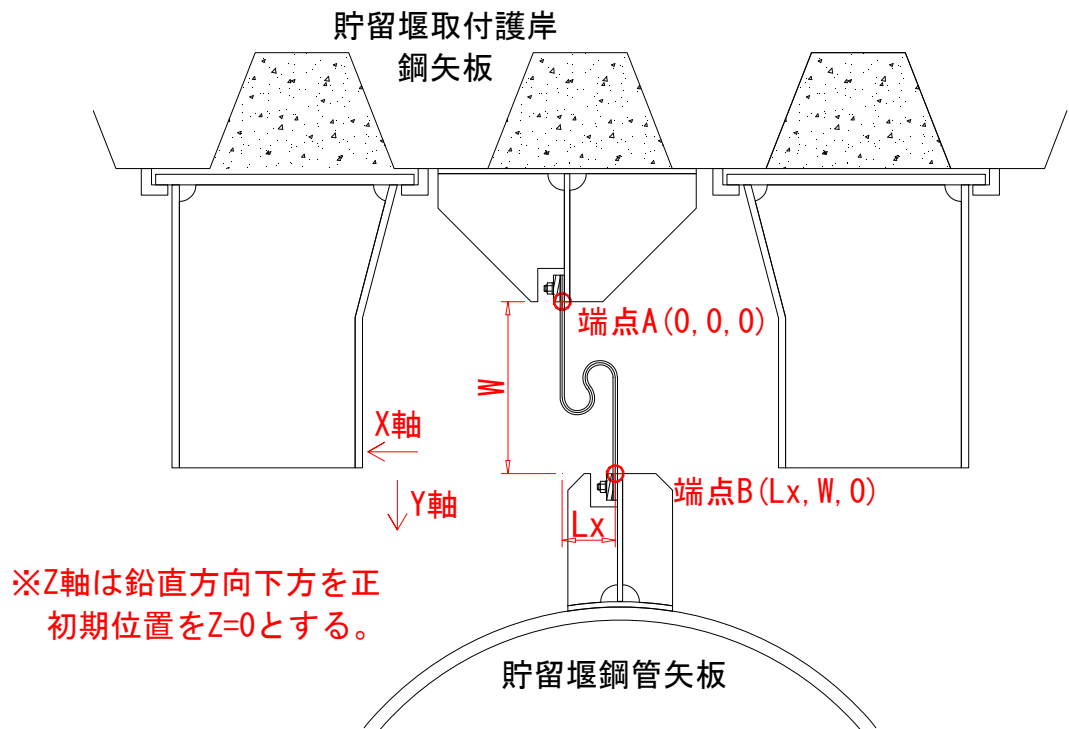 貯留堰取付護岸
鋼矢板
端点A(0,0,0)
W
X軸
Y軸
端点B(Lx,W,0)
Lx
※Z軸は鉛直方向下方を正
初期位置をZ=0とする。
貯留堰鋼管矢板